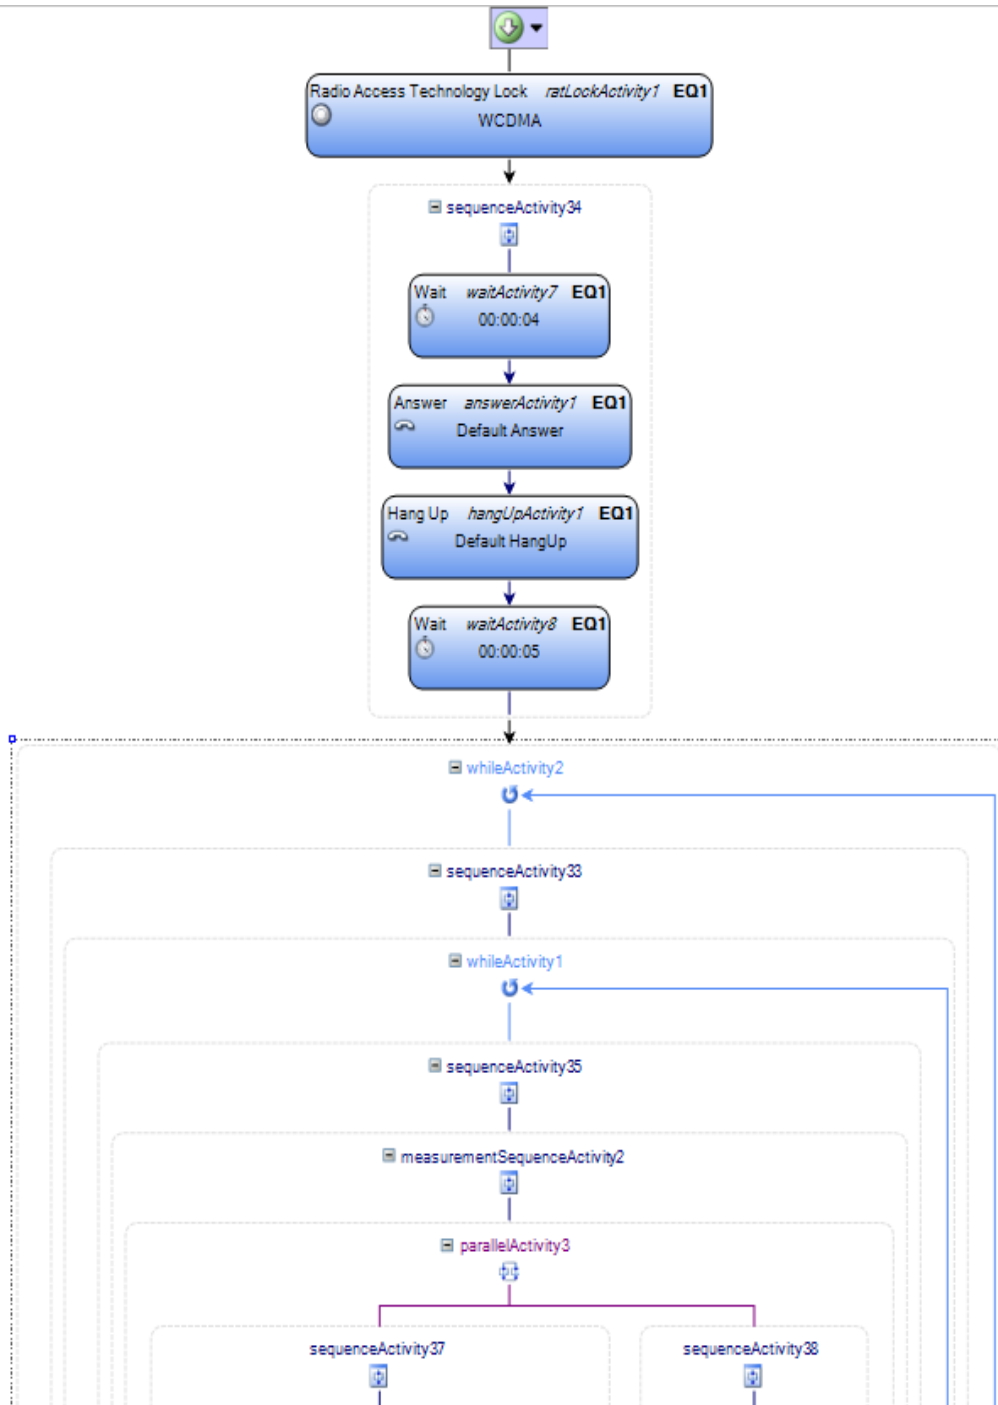 Radio Access Technology Lock ratLockActivity1 EQ1
WCDMA
sequenceActivity34
Wait waitActivity7 EQ1
00:00:04
Answer answerActivity1 EQ1
Default Answer
Hang Up hangUpActivity1 EQ1
Default HangUp
Wait waitActivity8 EQ1
00:00:05
whileActivity2
sequenceActivity33
whileActivity1
sequenceActivity35
measurementSequenceActivity2
parallelActivity3
sequenceActivity37 sequenceActivity38